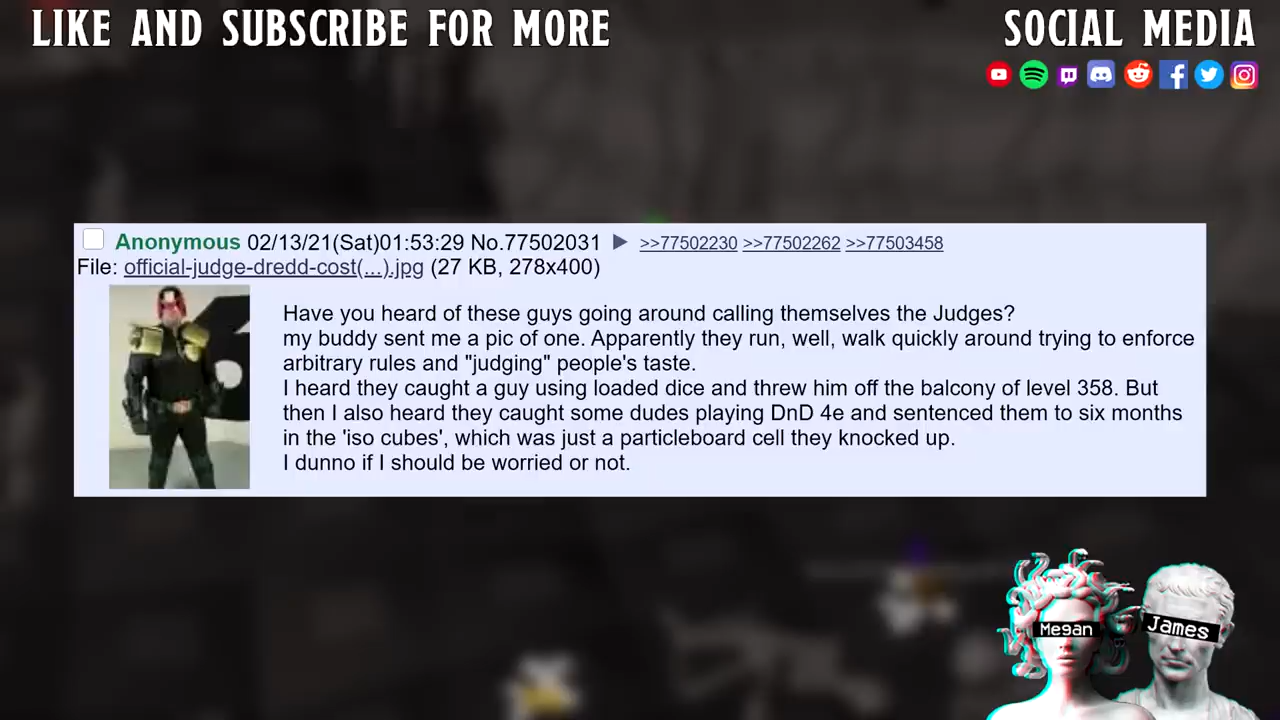 LIKE AND SUBSCRIBE FOR MORE
SOCIAL MEDIA
Anonymous 02/13/21(Sat)01:53:29 No.77502031 ▶ >>77502230 >>77502262 >>77503458
File: official-judge-dredd-cost(...).jpg (27 KB, 278x400)
Have you heard of these guys going around calling themselves the Judges?
my buddy sent me a pic of one. Apparently they run, well, walk quickly around trying to enforce
arbitrary rules and "judging" people's taste.
I heard they caught a guy using loaded dice and threw him off the balcony of level 358. But
then I also heard they caught some dudes playing DnD 4e and sentenced them to six months
in the 'iso cubes', which was just a particleboard cell they knocked up.
I dunno if I should be worried or not.
Megan
James